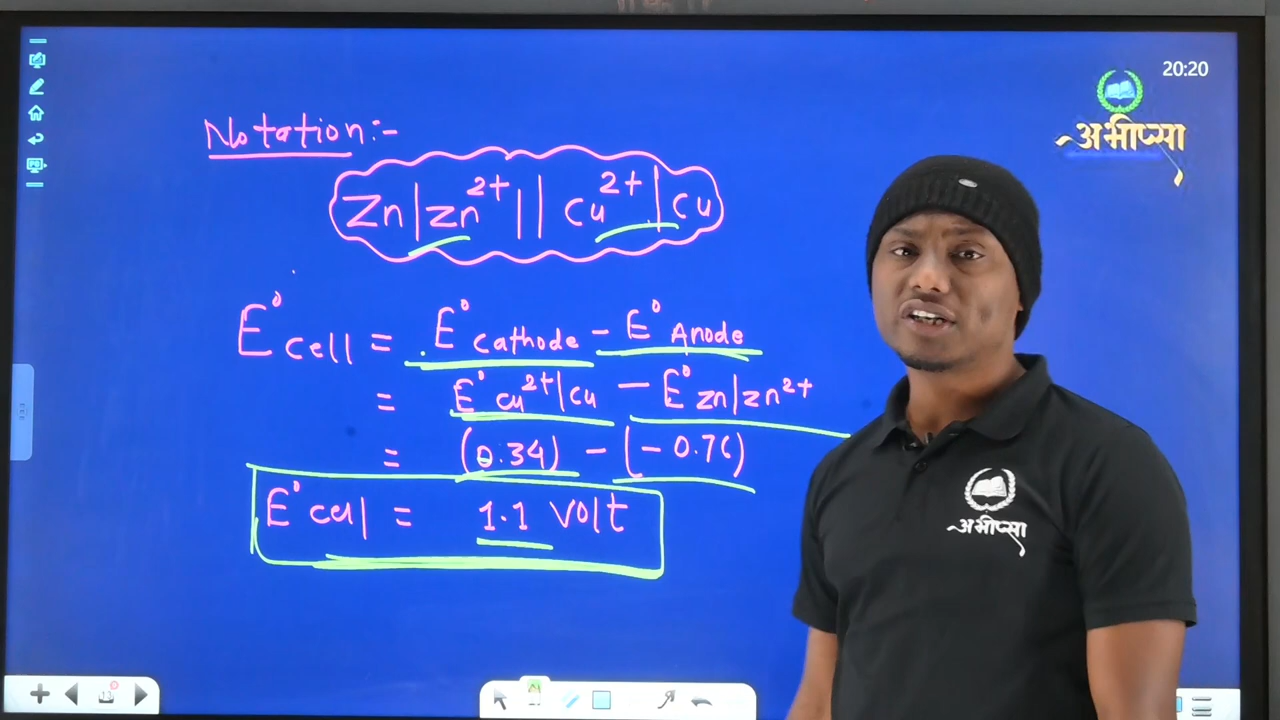 20:20
अभीप्सा
Notation:-
Zn|zn²⁺|| Cu²⁺|Cu
E°cell = E°cathode - E°Anode
= E°cu²⁺|cu - E°zn|zn²⁺
= (0.34) - (-0.76)
E°cell = 1.1 volt
अभीप्सा
13